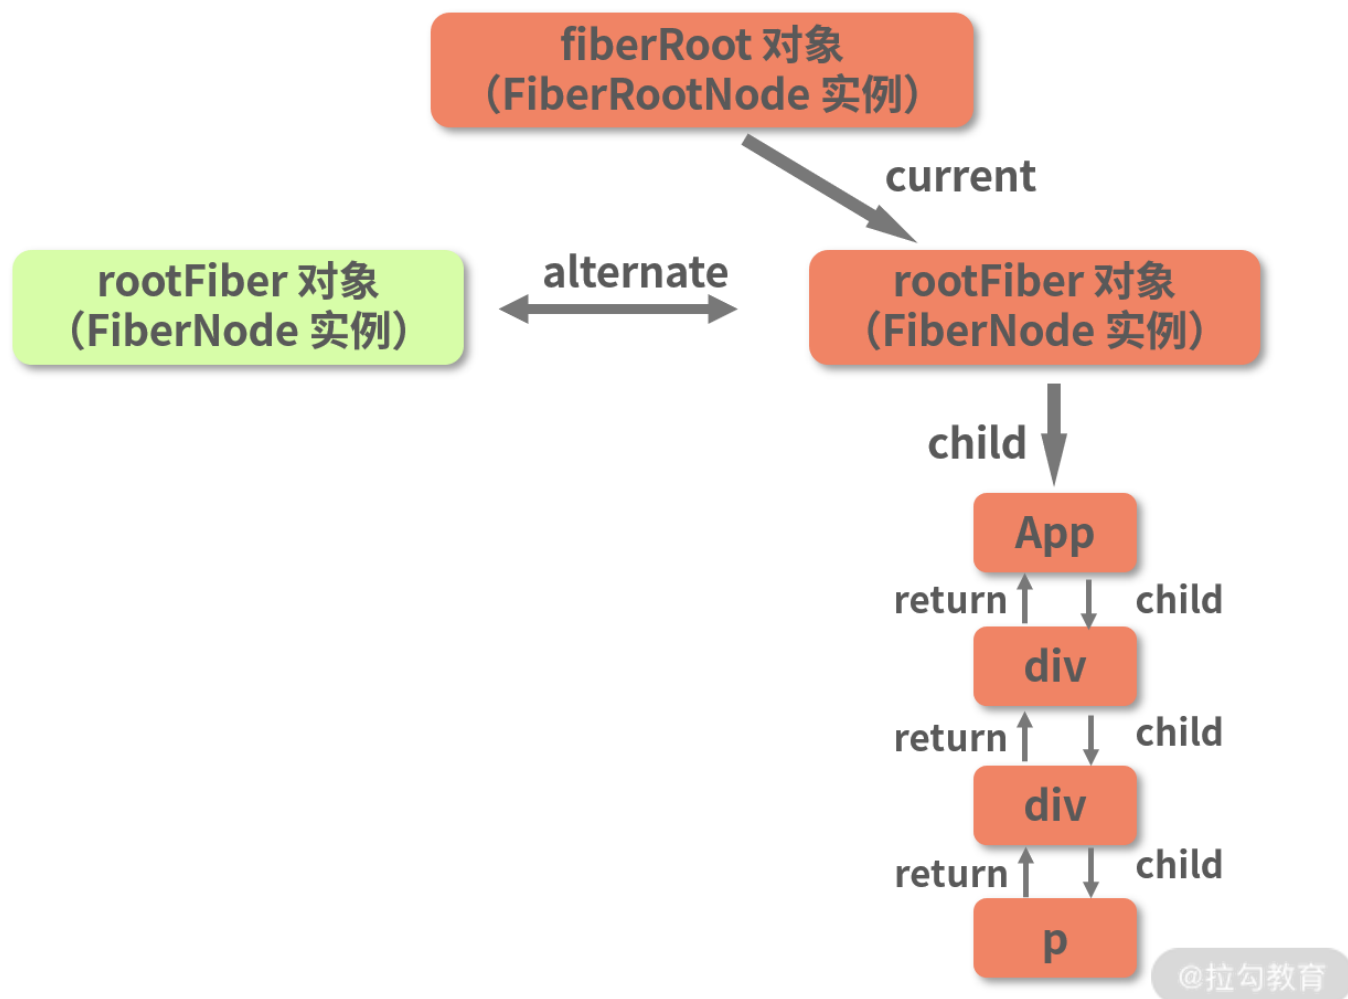 fiberRoot 对象
（FiberRootNode 实例）
current
rootFiber 对象
（FiberNode 实例）
alternate
rootFiber 对象
（FiberNode 实例）
child
App
return
child
div
return
child
div
return
child
p
@拉勾教育